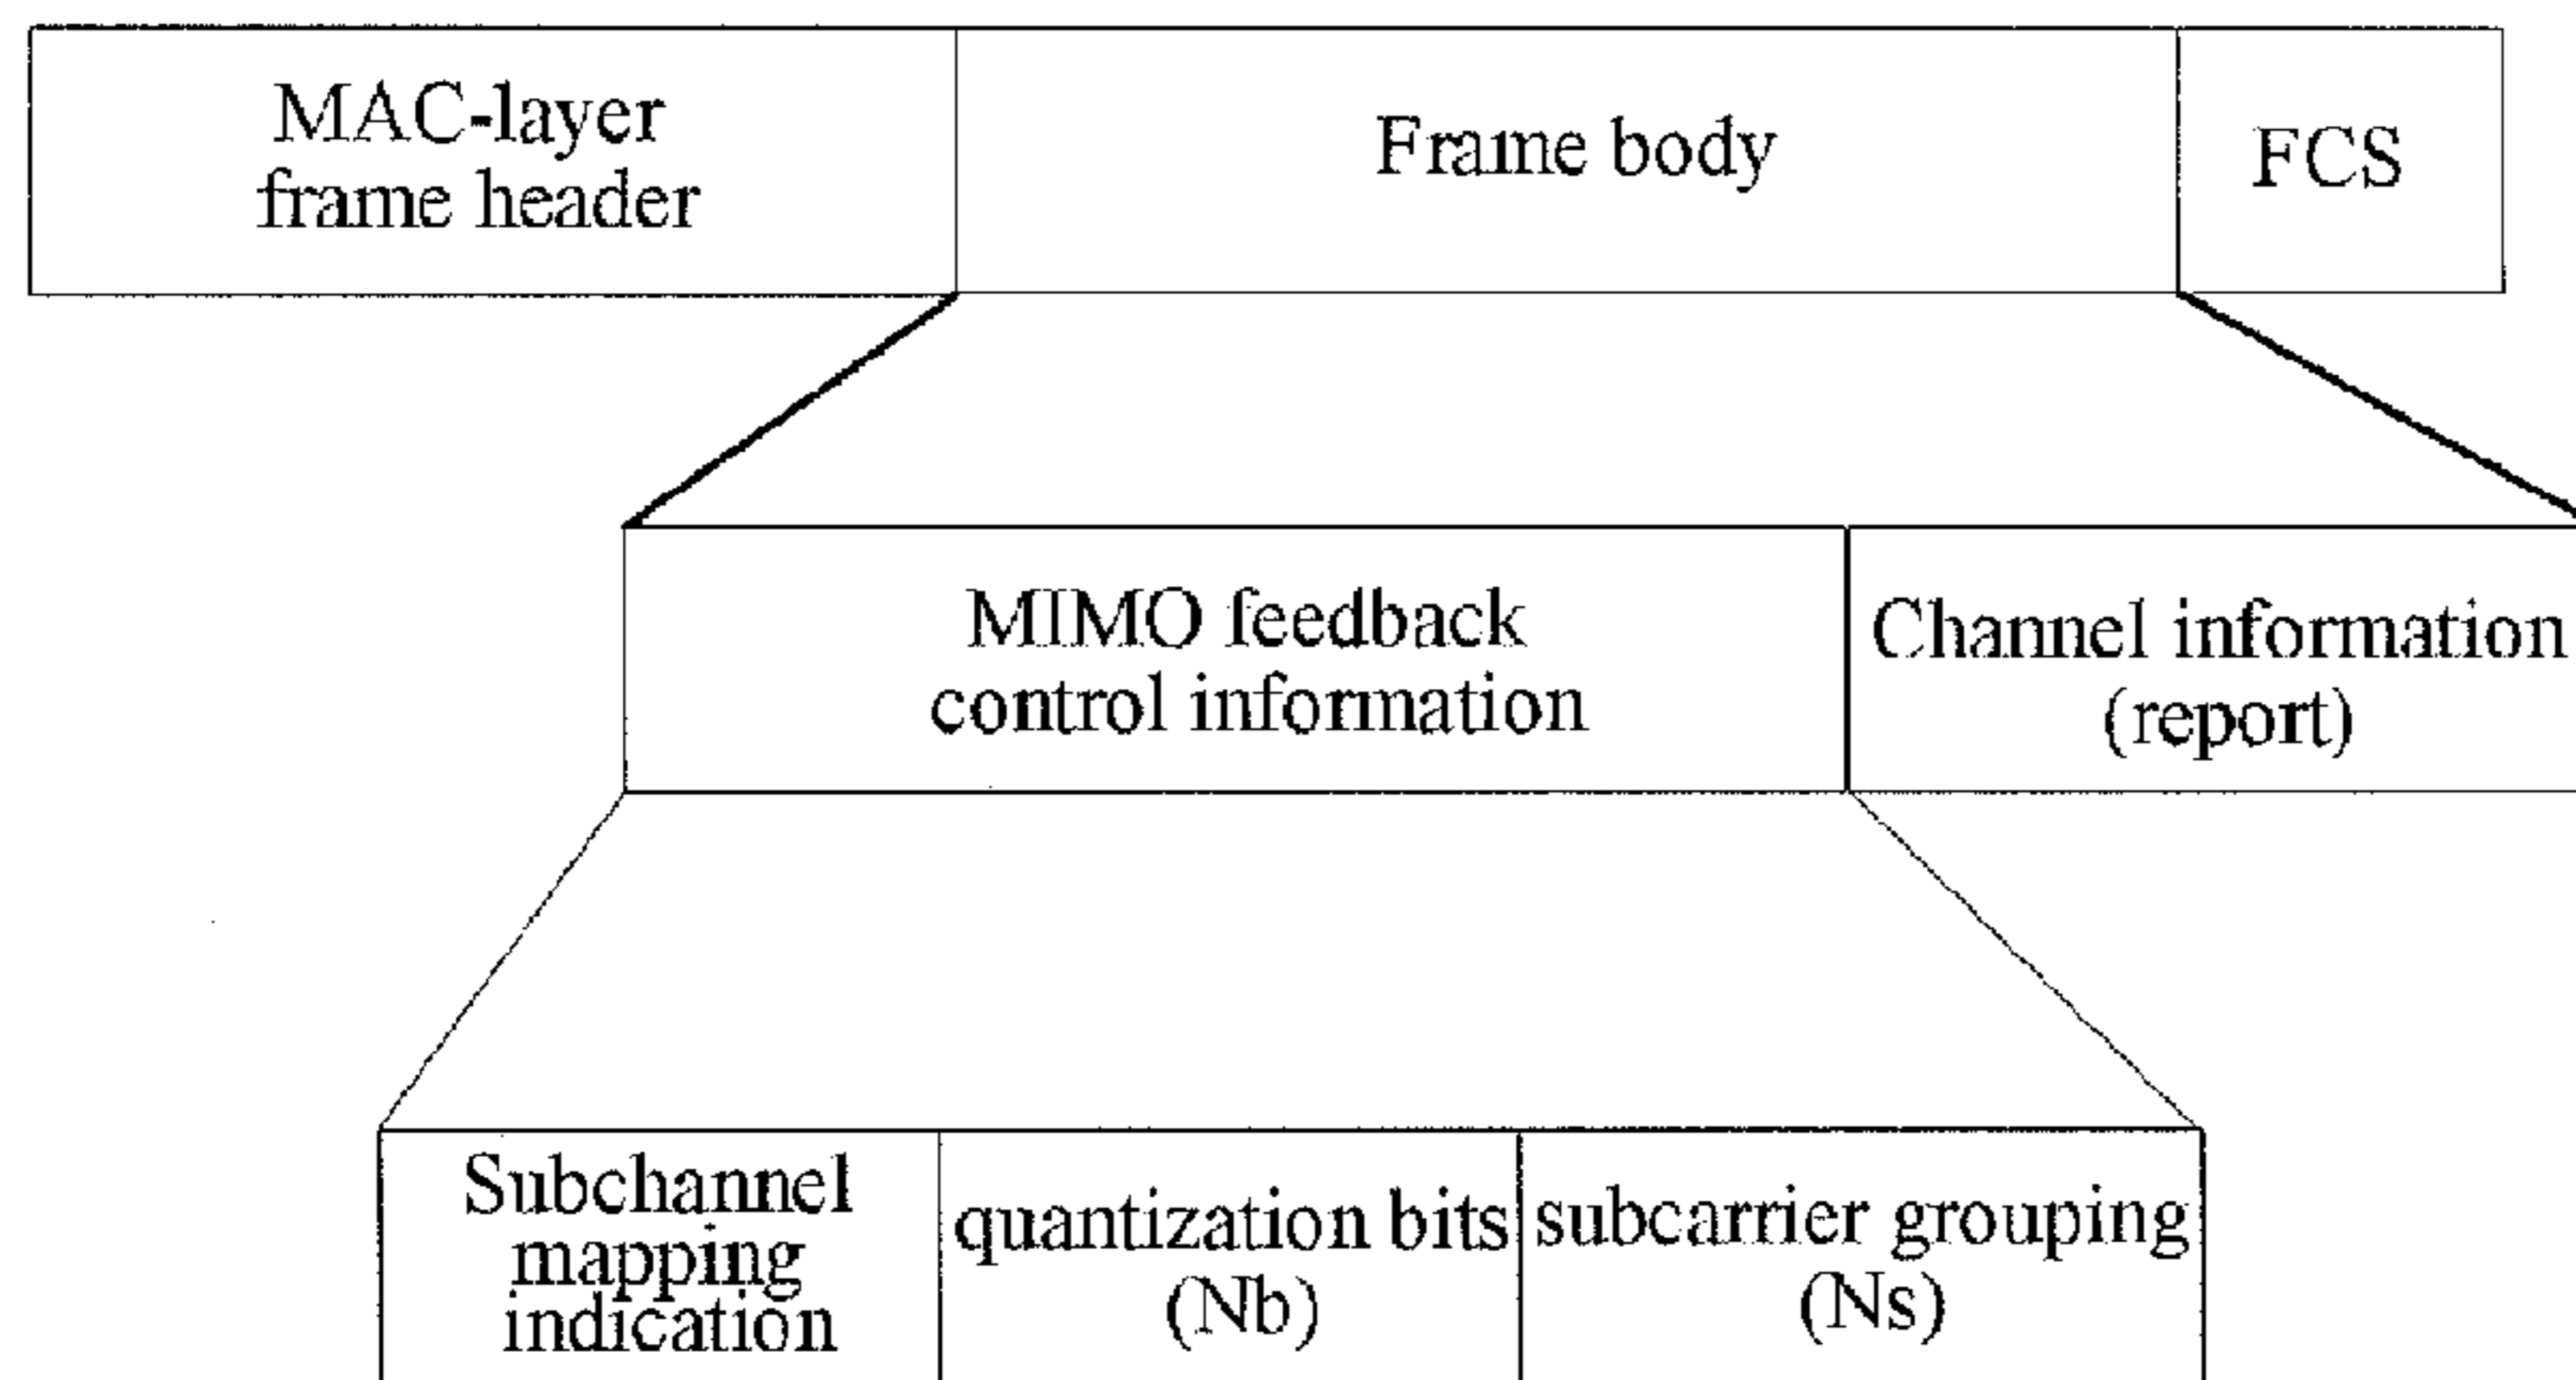 MAC-layer
frame header
Frame body
FCS
MIMO feedback
control information
Channel information
(report)
Subchannel
mapping
indication
quantization bits
(Nb)
subcarrier grouping
(Ns)